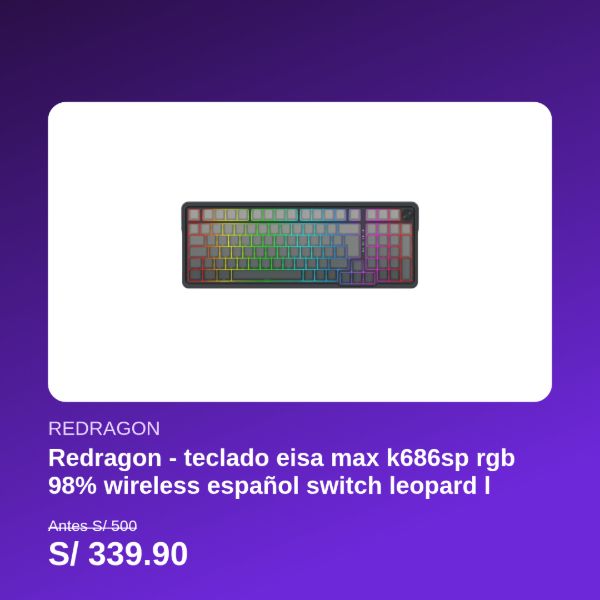 REDRAGON
Redragon - teclado eisa max k686sp rgb
98% wireless español switch leopard l
Antes S/ 500
S/ 339.90